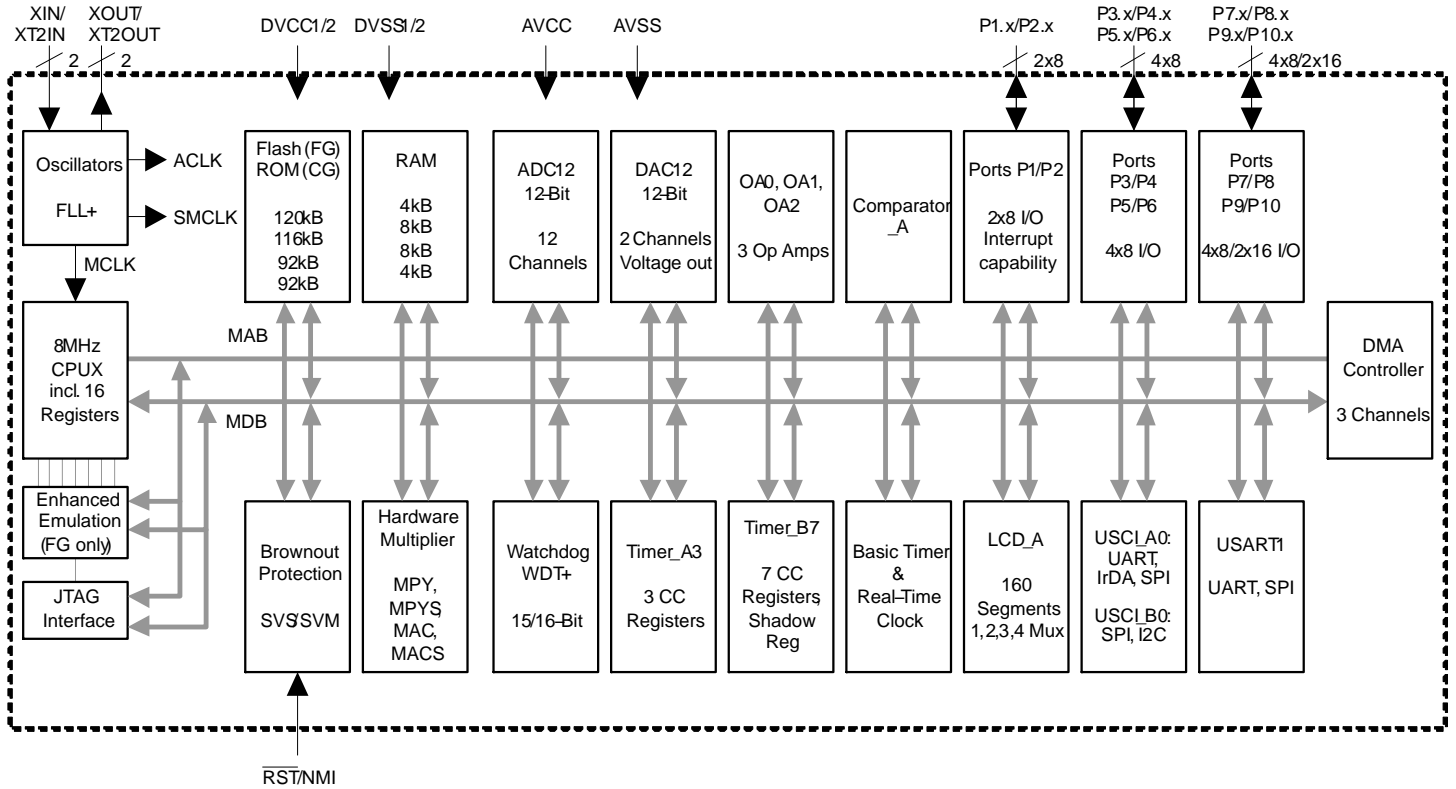 XIN/
XT2IN
XOUT/
XT2OUT
2
2
DVCC1/2
DVSS1/2
AVCC
AVSS
P1.x/P2.x
2x8
P3.x/P4.x
P5.x/P6.x
4x8
P7.x/P8.x
P9.x/P10.x
4x8/2x16
Oscillators
FLL+
ACLK
SMCLK
MCLK
Flash (FG)
ROM (CG)
120kB
116kB
92kB
92kB
RAM
4kB
8kB
8kB
4kB
ADC12
12-Bit
12
Channels
DAC12
12-Bit
2 Channels
Voltage out
OA0, OA1,
OA2
3 Op Amps
Comparator
_A
Ports P1/P2
2x8 I/O
Interrupt
capability
Ports
P3/P4
P5/P6
4x8 I/O
Ports
P7/P8
P9/P10
4x8/2x16 I/O
8MHz
CPUX
incl. 16
Registers
MAB
MDB
DMA
Controller
3 Channels
Enhanced
Emulation
(FG only)
JTAG
Interface
Brownout
Protection
SVS/SVM
Hardware
Multiplier
MPY,
MPYS,
MAC,
MACS
Watchdog
WDT+
15/16-Bit
Timer_A3
3 CC
Registers
Timer_B7
7 CC
Registers,
Shadow
Reg
Basic Timer
&
Real-Time
Clock
LCD_A
160
Segments
1,2,3,4 Mux
USCI_A0:
UART,
IrDA, SPI
USCI_B0:
SPI, I2C
USART1
UART, SPI
RST/NMI